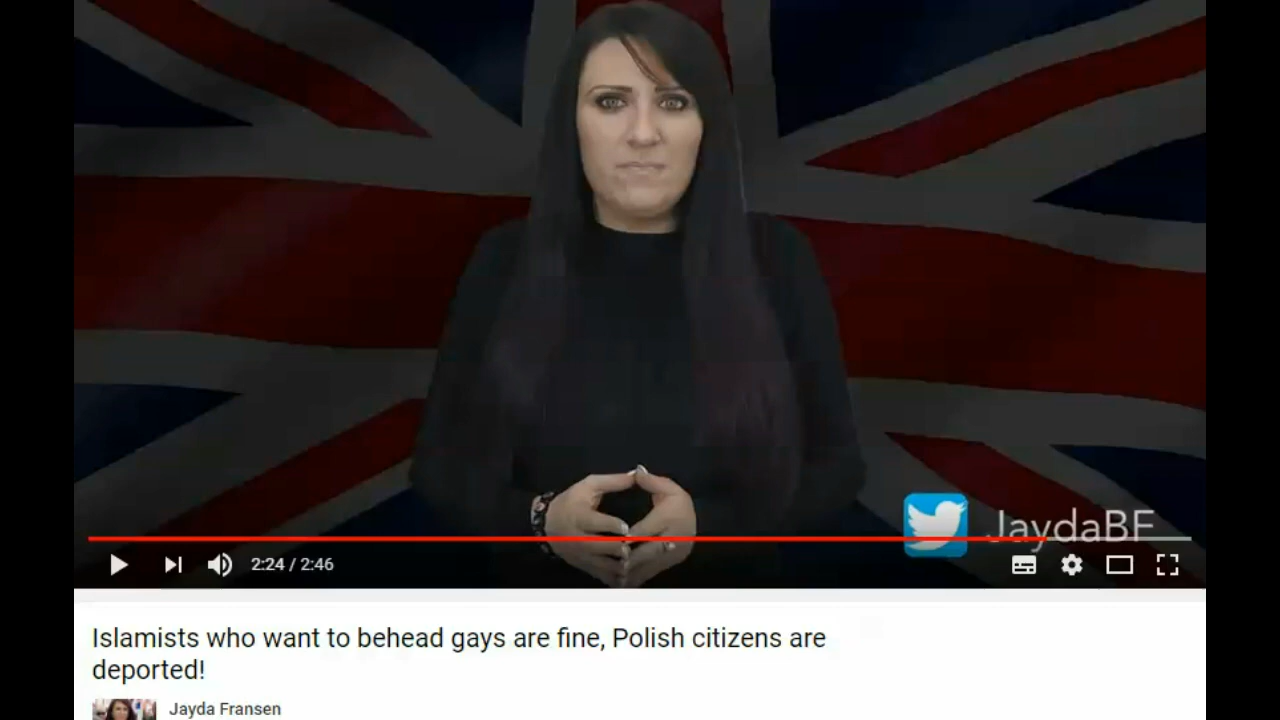 JaydaBF
2:24 / 2:46
Islamists who want to behead gays are fine, Polish citizens are
deported!
Jayda Fransen